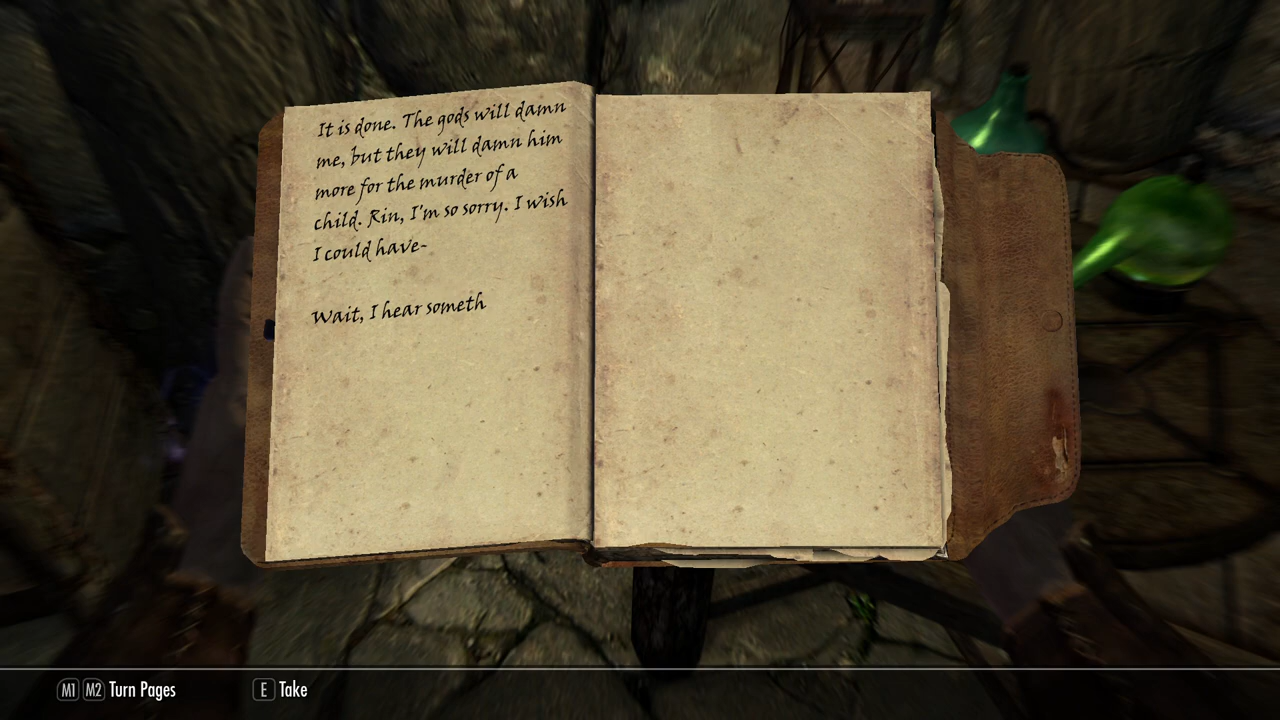 It is done. The gods will damn
me, but they will damn him
more for the murder of a
child. Rin, I'm so sorry. I wish
I could have-
Wait, I hear someth
M1 M2 Turn Pages
E Take